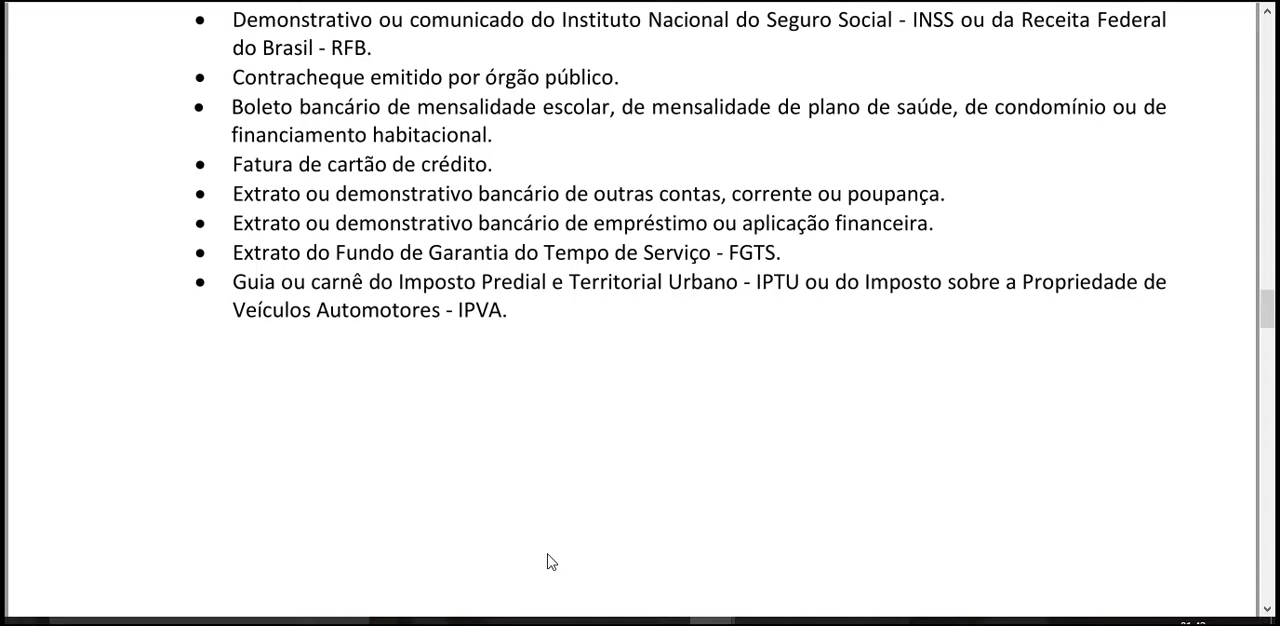 • Demonstrativo ou comunicado do Instituto Nacional do Seguro Social - INSS ou da Receita Federal
do Brasil - RFB.
• Contracheque emitido por órgão público.
• Boleto bancário de mensalidade escolar, de mensalidade de plano de saúde, de condomínio ou de
financiamento habitacional.
• Fatura de cartão de crédito.
• Extrato ou demonstrativo bancário de outras contas, corrente ou poupança.
• Extrato ou demonstrativo bancário de empréstimo ou aplicação financeira.
• Extrato do Fundo de Garantia do Tempo de Serviço - FGTS.
• Guia ou carnê do Imposto Predial e Territorial Urbano - IPTU ou do Imposto sobre a Propriedade de
Veículos Automotores - IPVA.